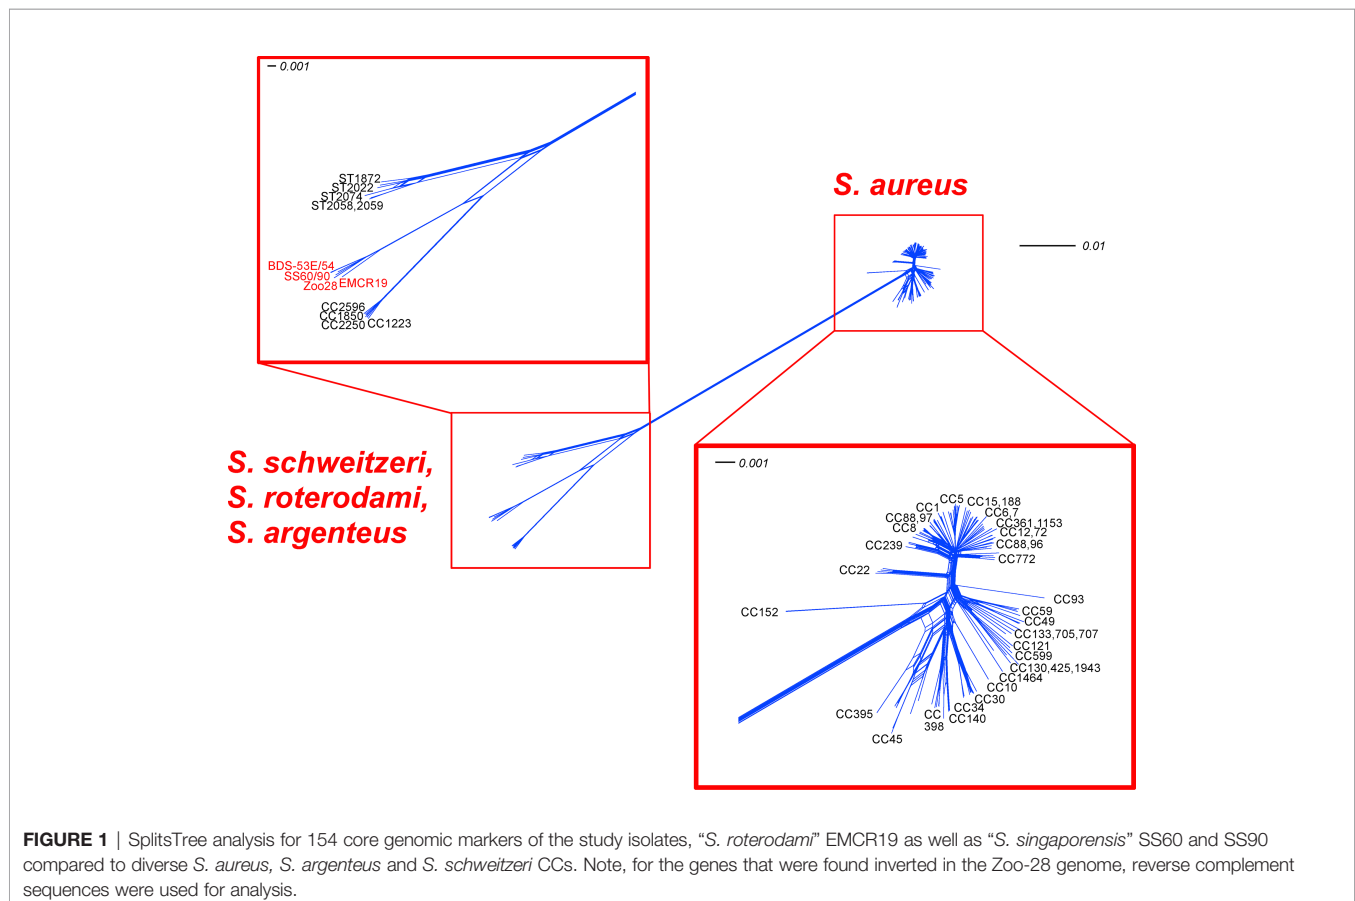 0.001
ST1872
ST2022
ST2074
ST2058,2059
BDS-53E/54
SS60/90
Zoo28
EMCR19
CC2596
CC1850
CC2250
CC1223
S. aureus
0.01
S. schweitzeri,
S. roterodami,
S. argenteus
0.001
CC5
CC15,188
CC1
CC6,7
CC88,97
CC361,1153
CC8
CC12,72
CC239
CC88,96
CC772
CC22
CC93
CC152
CC59
CC49
CC133,705,707
CC121
CC599
CC130,425,1943
CC1464
CC10
CC30
CC34
CC140
CC
398
CC395
CC45
FIGURE 1 | SplitsTree analysis for 154 core genomic markers of the study isolates, “S. roterodami” EMCR19 as well as “S. singaporensis” SS60 and SS90
compared to diverse S. aureus, S. argenteus and S. schweitzeri CCs. Note, for the genes that were found inverted in the Zoo-28 genome, reverse complement
sequences were used for analysis.